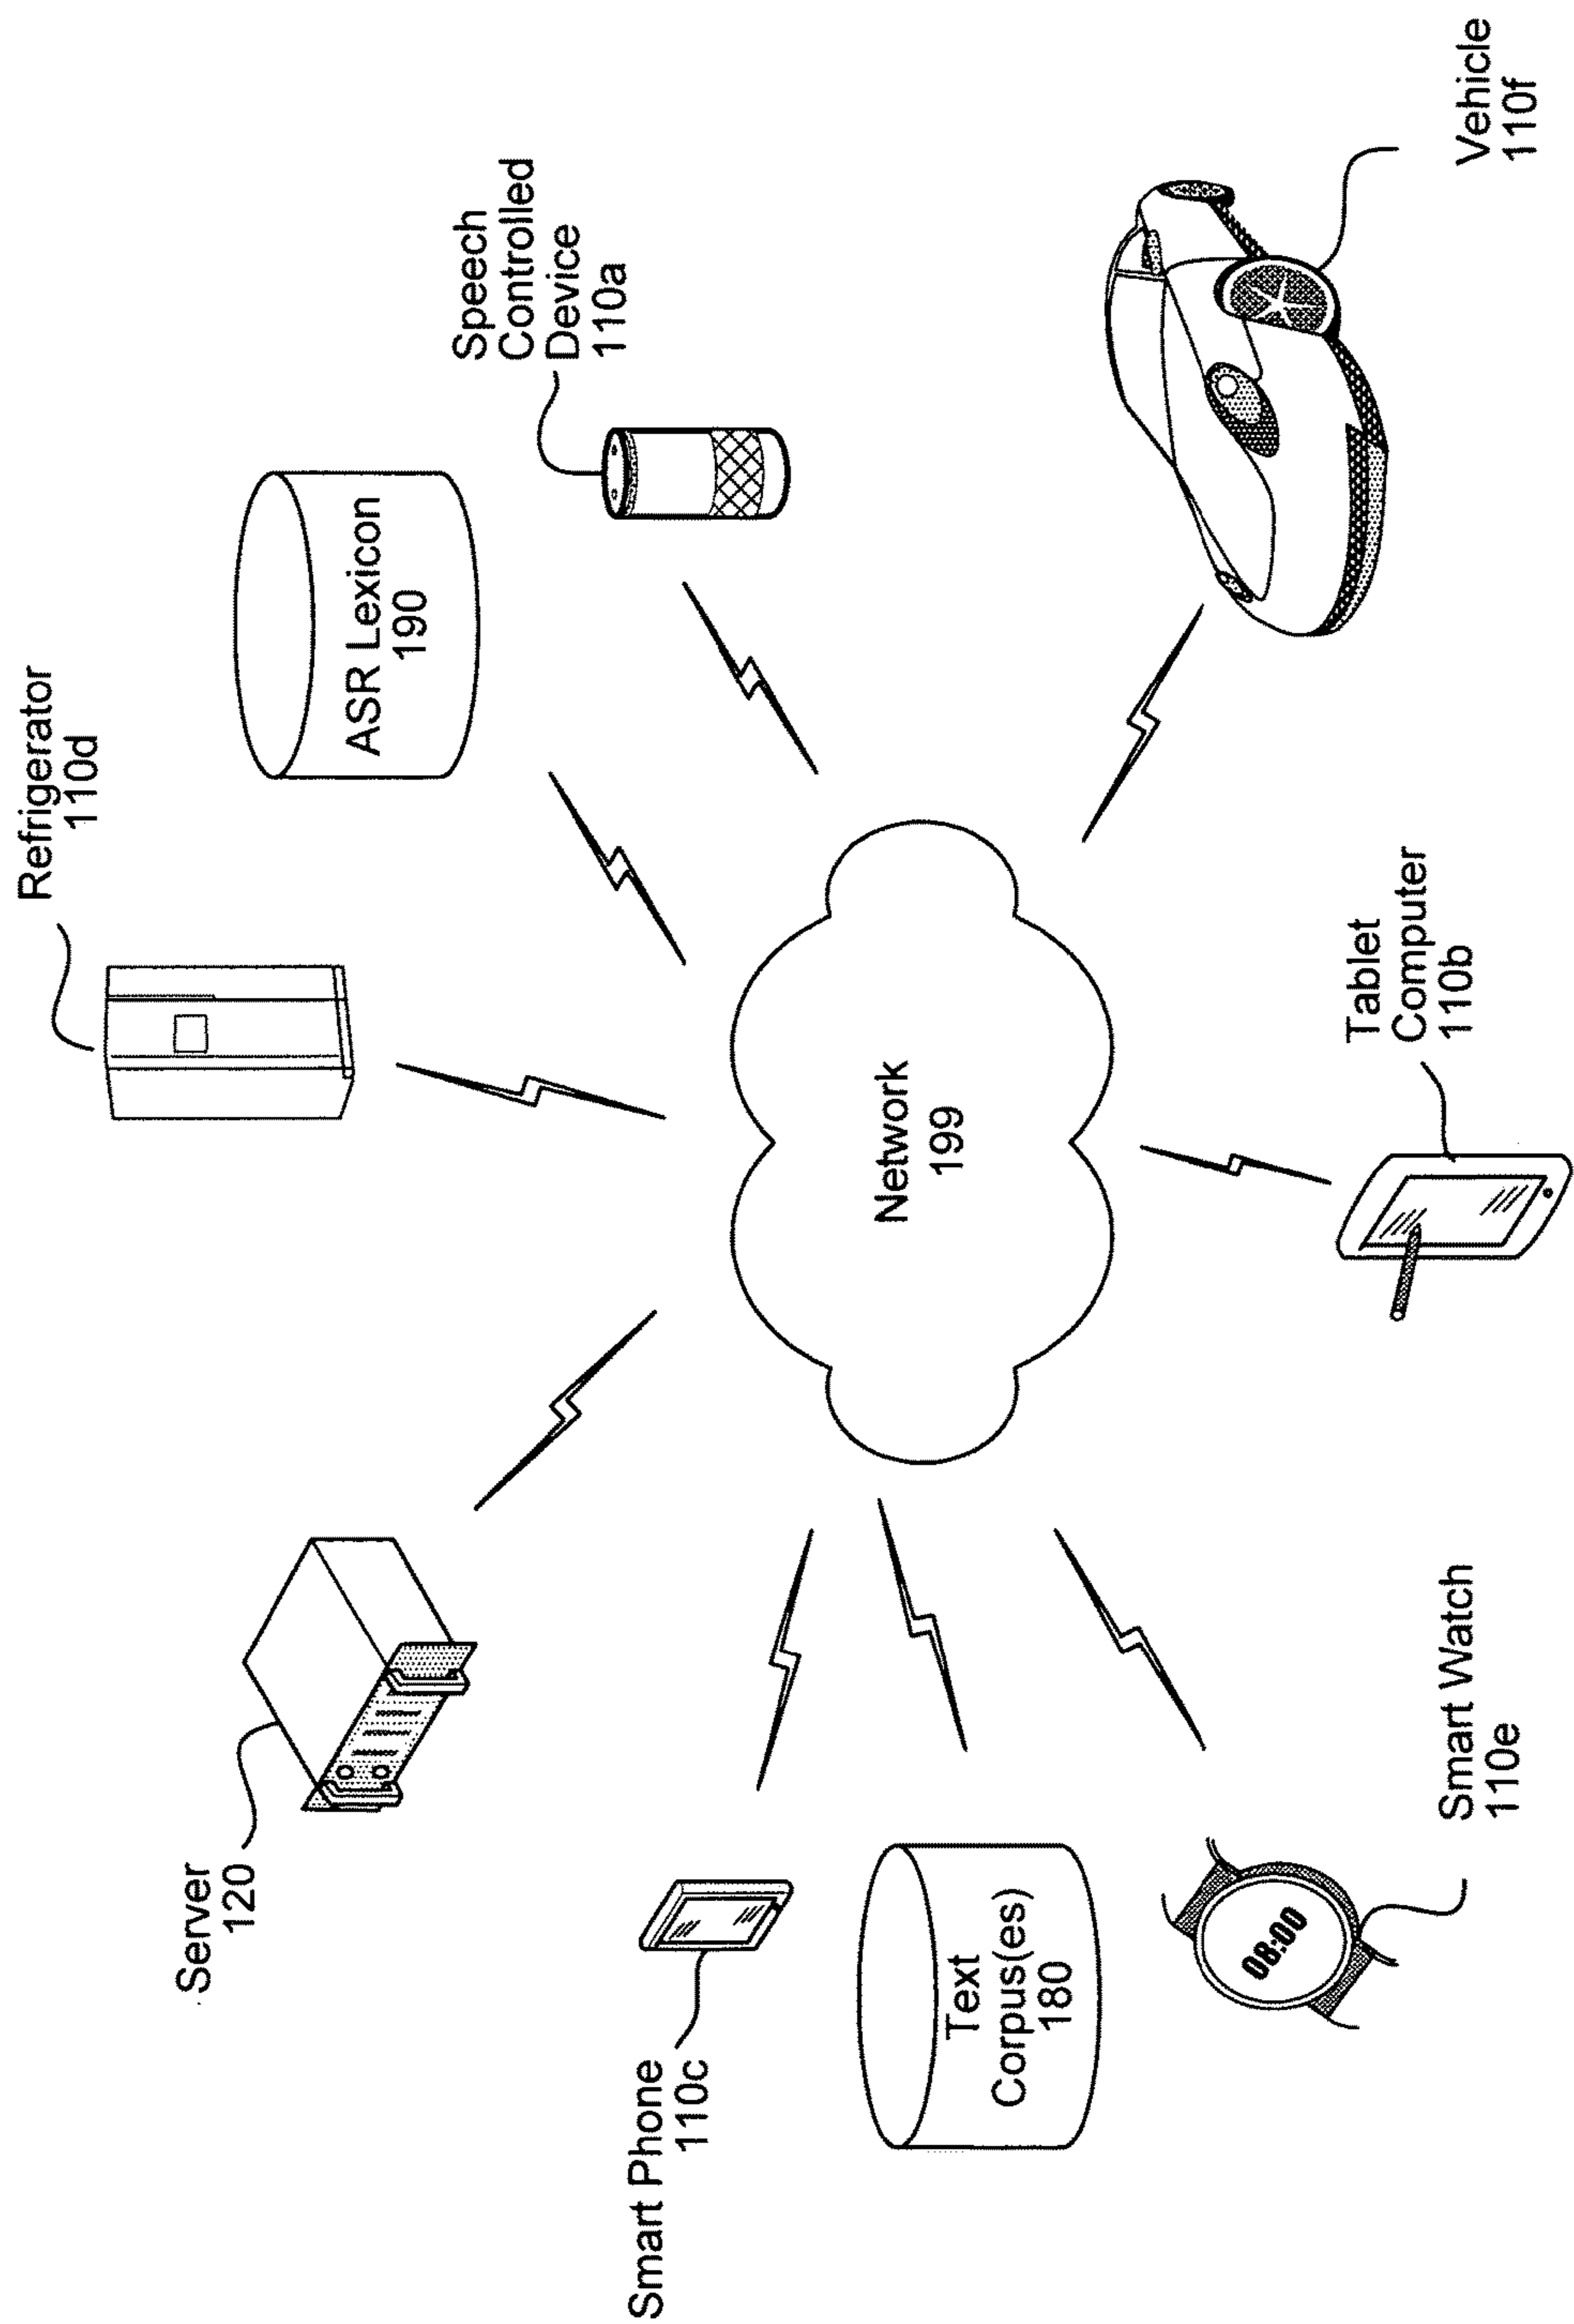 Server
120
Refrigerator
110d
ASR Lexicon
190
Speech
Controlled
Device
110a
Smart Phone
110c
Network
199
Text
Corpus(es)
180
08:00
Smart Watch
110e
Tablet
Computer
110b
Vehicle
110f